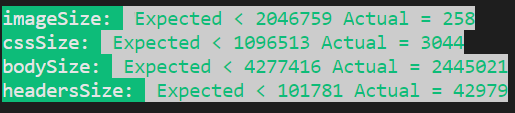 imageSize: Expected < 2046759 Actual = 258
cssSize: Expected < 1096513 Actual = 3044
bodySize: Expected < 4277416 Actual = 2445021
headersSize: Expected < 101781 Actual = 42979